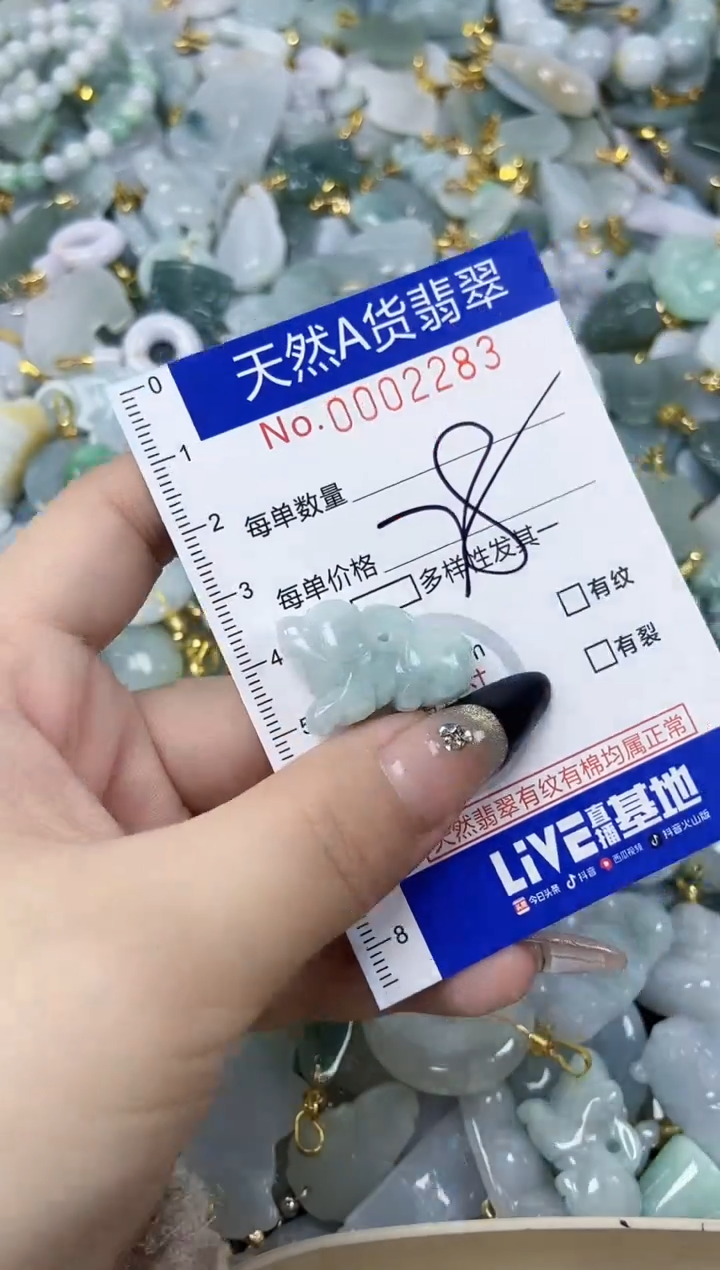 天然A货翡翠
No.0002283
每单数量
每单价格
78
多样性发其一
有纹
有裂
天然翡翠有纹有棉均属正常
LiVE直播基地
今日头条 抖音 西瓜视频 抖音火山版
0
1
2
3
4
5
8